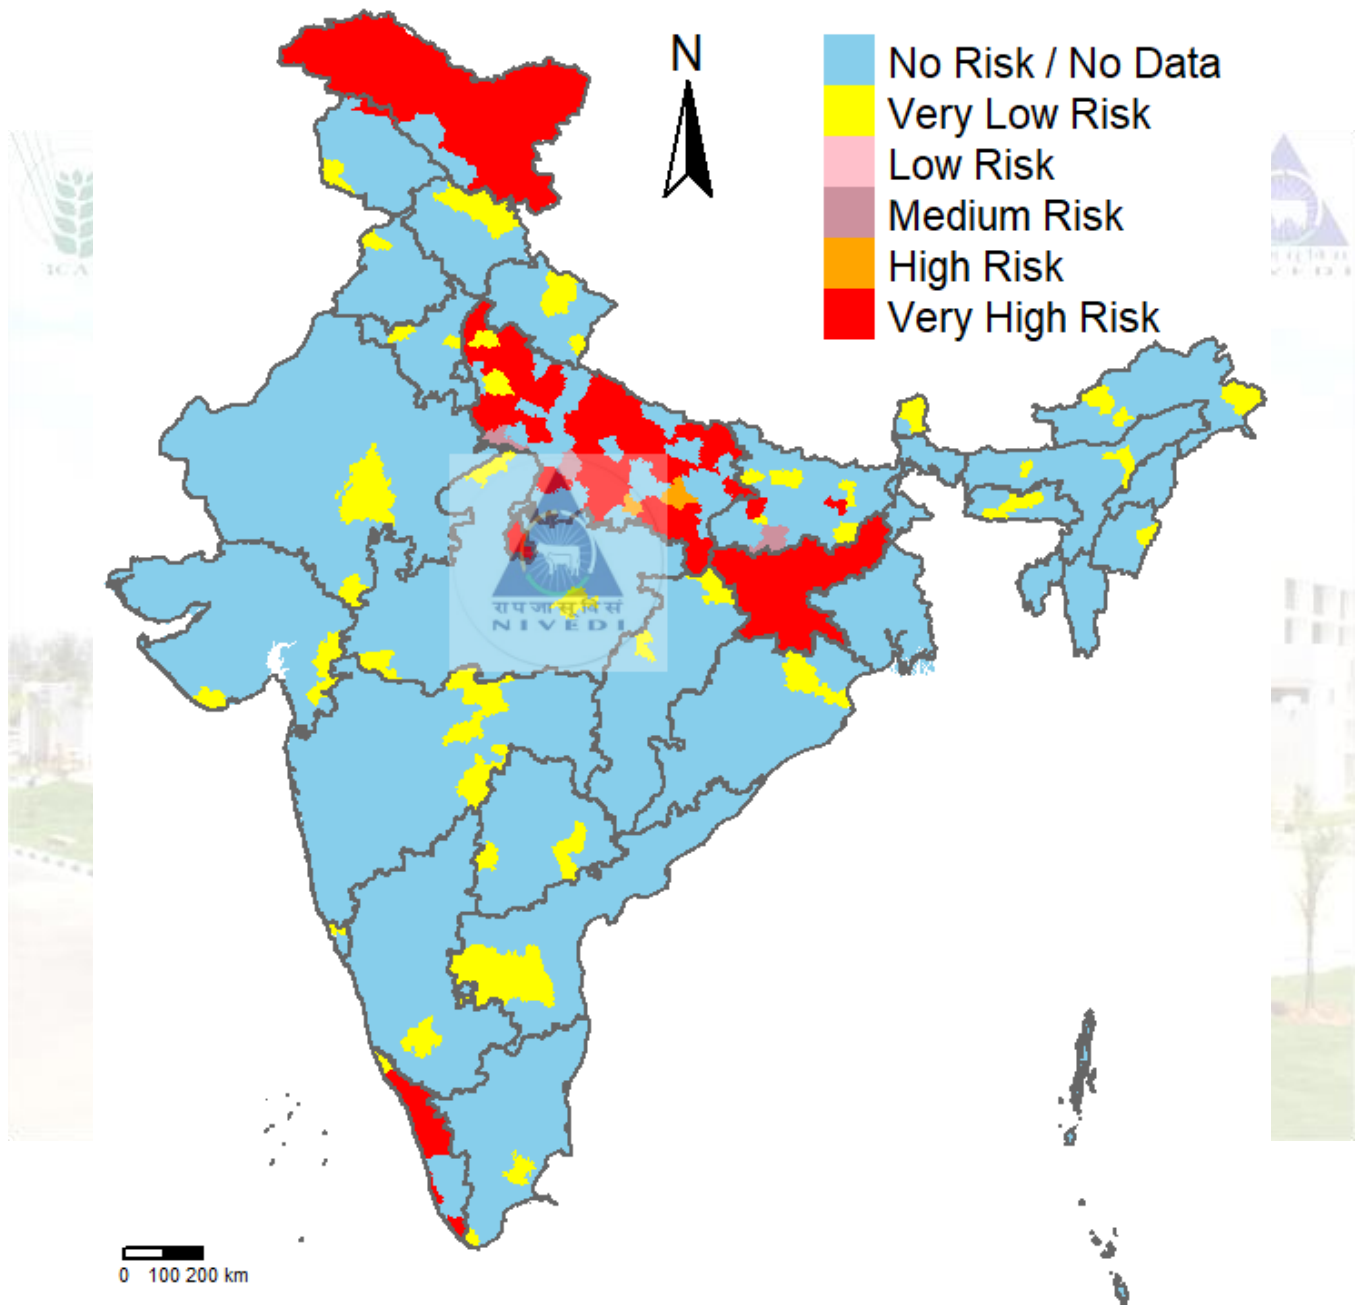 N
No Risk / No Data
Very Low Risk
Low Risk
Medium Risk
High Risk
Very High Risk
रा प जा सू वि सं
NIVEDI
0 100 200 km